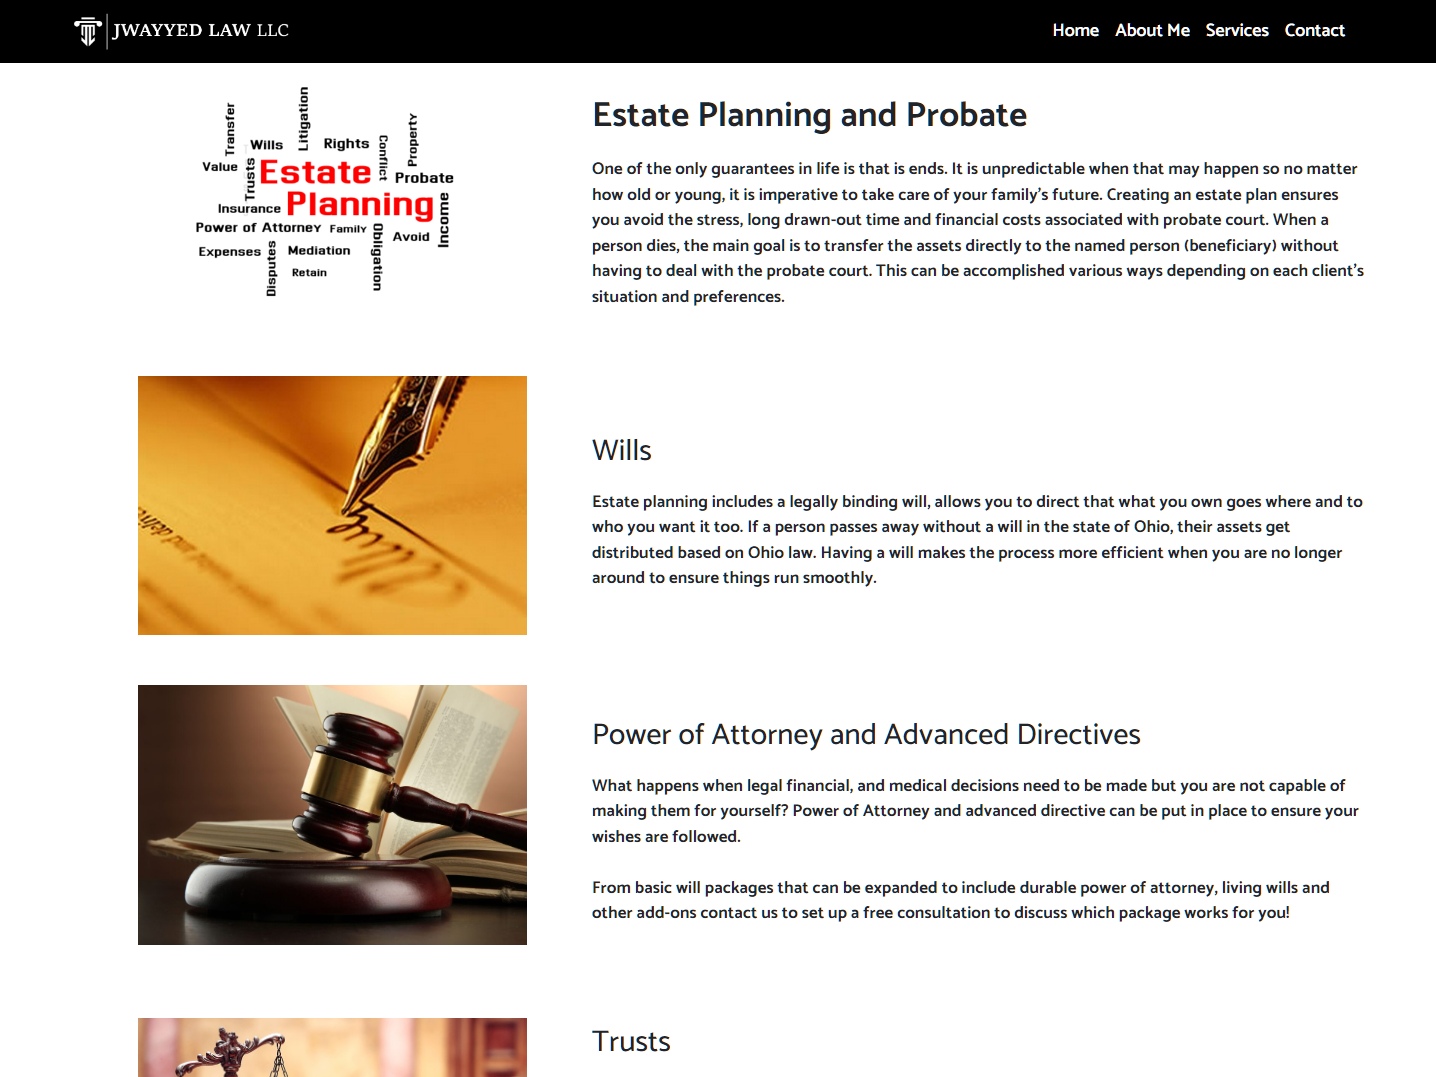 JWAYYED LAW LLC
Home About Me Services Contact
Transfer
Litigation
Property
Wills
Rights
Conflict
Value
Trusts
Estate
Probate
Planning
Income
Insurance
Power of Attorney
Family
Obligation
Avoid
Expenses
Disputes
Mediation
Retain
Estate Planning and Probate
One of the only guarantees in life is that is ends. It is unpredictable when that may happen so no matter
how old or young, it is imperative to take care of your family's future. Creating an estate plan ensures
you avoid the stress, long drawn-out time and financial costs associated with probate court. When a
person dies, the main goal is to transfer the assets directly to the named person (beneficiary) without
having to deal with the probate court. This can be accomplished various ways depending on each client's
situation and preferences.
Wills
Estate planning includes a legally binding will, allows you to direct that what you own goes where and to
who you want it too. If a person passes away without a will in the state of Ohio, their assets get
distributed based on Ohio law. Having a will makes the process more efficient when you are no longer
around to ensure things run smoothly.
Power of Attorney and Advanced Directives
What happens when legal financial, and medical decisions need to be made but you are not capable of
making them for yourself? Power of Attorney and advanced directive can be put in place to ensure your
wishes are followed.
From basic will packages that can be expanded to include durable power of attorney, living wills and
other add-ons contact us to set up a free consultation to discuss which package works for you!
Trusts